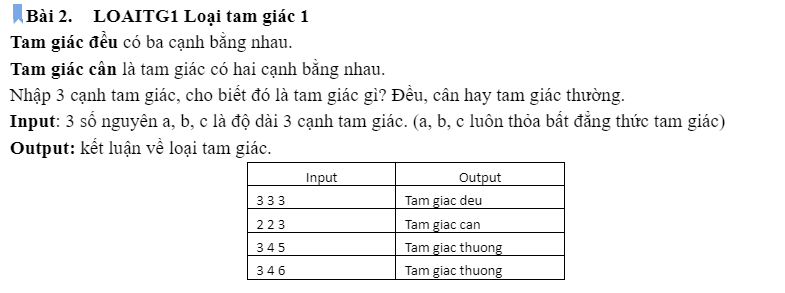 Bài 2. LOAITG1 Loại tam giác 1
Tam giác đều có ba cạnh bằng nhau.
Tam giác cân là tam giác có hai cạnh bằng nhau.
Nhập 3 cạnh tam giác, cho biết đó là tam giác gì? Đều, cân hay tam giác thường.
Input: 3 số nguyên a, b, c là độ dài 3 cạnh tam giác. (a, b, c luôn thỏa bất đẳng thức tam giác)
Output: kết luận về loại tam giác.
Input Output
3 3 3 Tam giac deu
2 2 3 Tam giac can
3 4 5 Tam giac thuong
3 4 6 Tam giac thuong